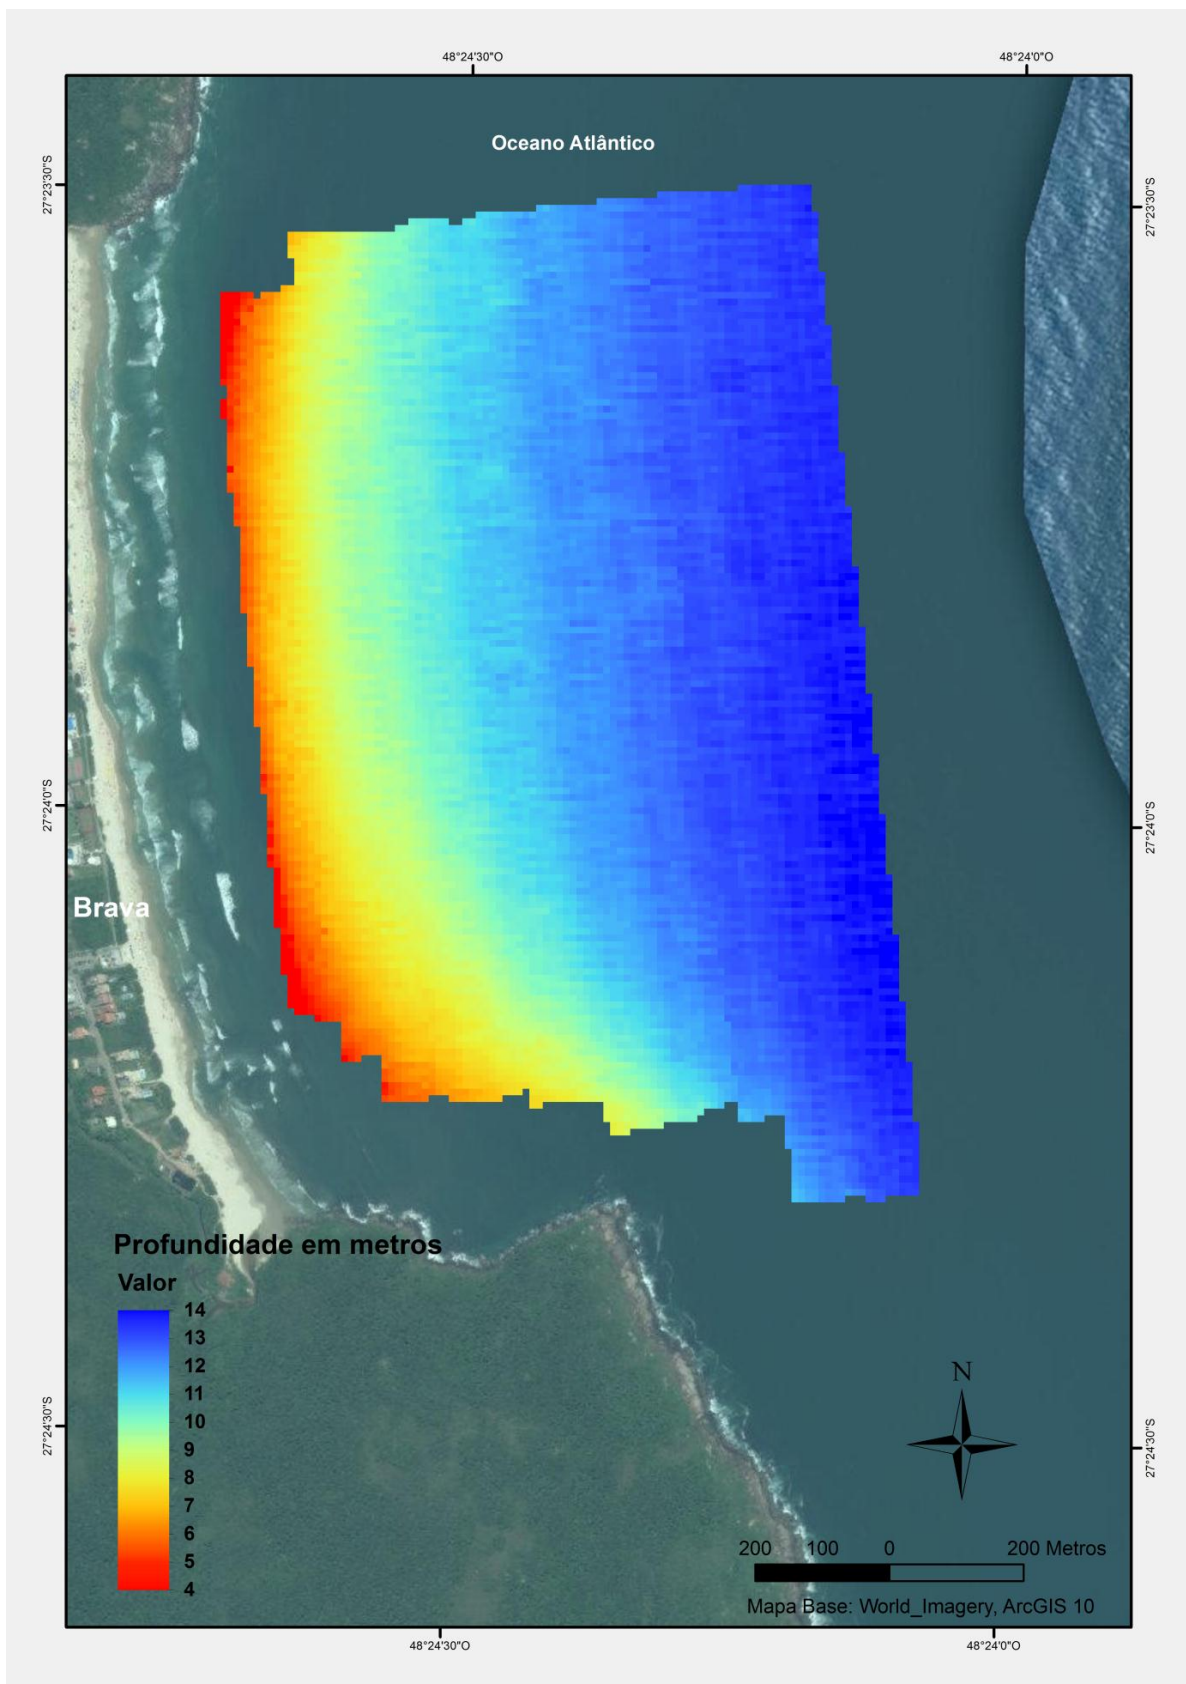 48°24'30"O
48°24'0"O
Oceano Atlântico
27°23'30"S
27°23'30"S
27°24'0"S
27°24'0"S
Brava
Profundidade em metros
Valor
14
13
12
11
10
9
8
7
6
5
4
27°24'30"S
27°24'30"S
N
200 100 0 200 Metros
Mapa Base: World_Imagery, ArcGIS 10
48°24'30"O
48°24'0"O